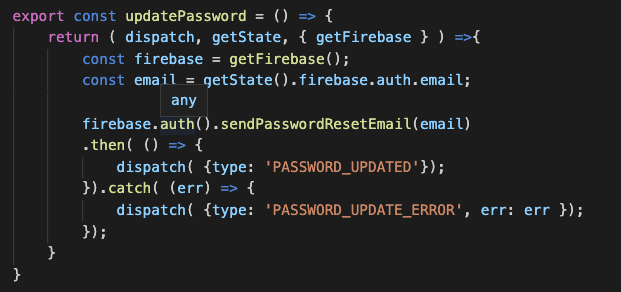 export const updatePassword = () => {
return ( dispatch, getState, { getFirebase } ) =>{
const firebase = getFirebase();
const email = getState().firebase.auth.email;
any
firebase.auth().sendPasswordResetEmail(email)
.then( () => {
dispatch( {type: 'PASSWORD_UPDATED'});
}).catch( (err) => {
dispatch( {type: 'PASSWORD_UPDATE_ERROR', err: err });
});
}
}